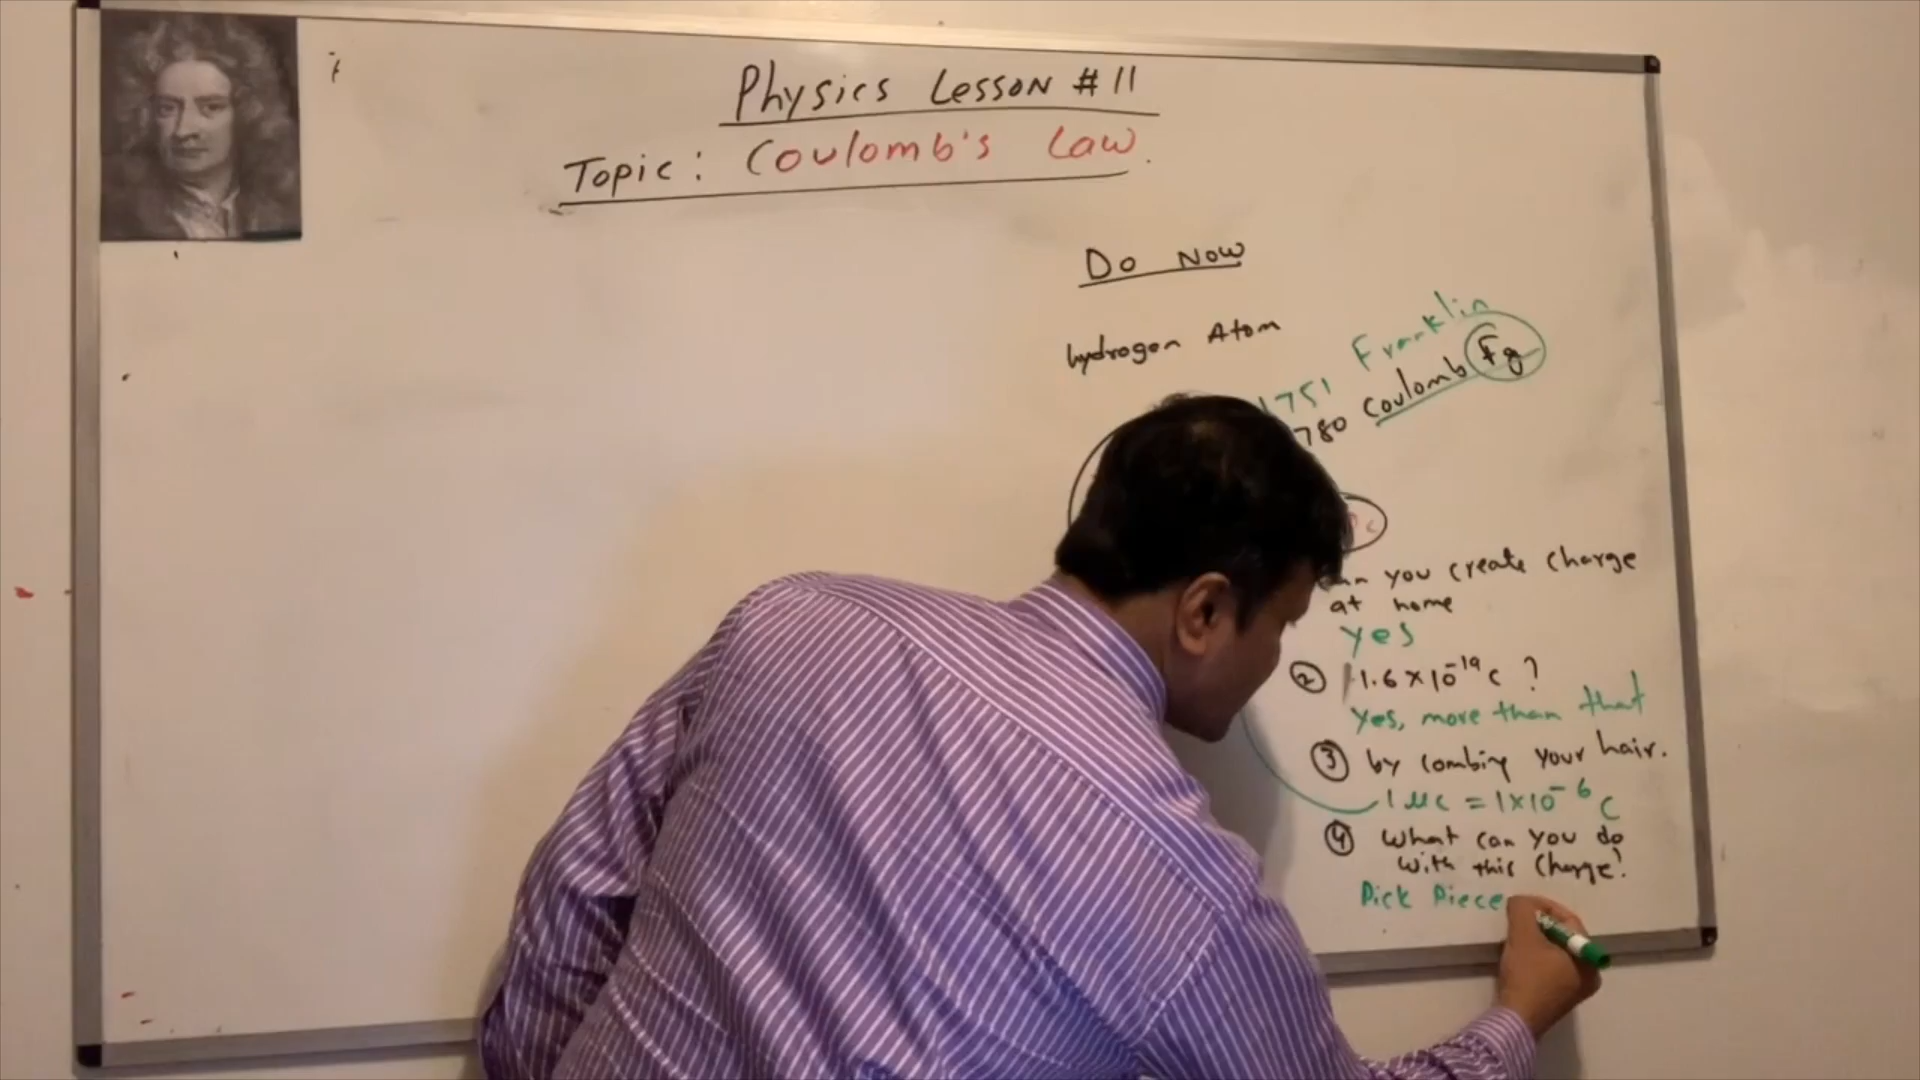 Physics Lesson #11
Topic: Coulomb's Law.
Do Now
hydrogen Atom
1751 Franklin
780 Coulomb Fg
you create charge
at home
yes
② 1.6×10⁻¹⁹ C ?
Yes, more than that
③ by combing your hair.
1 μC = 1×10⁻⁶ C
④ What can you do
with this Charge?
Pick Piece